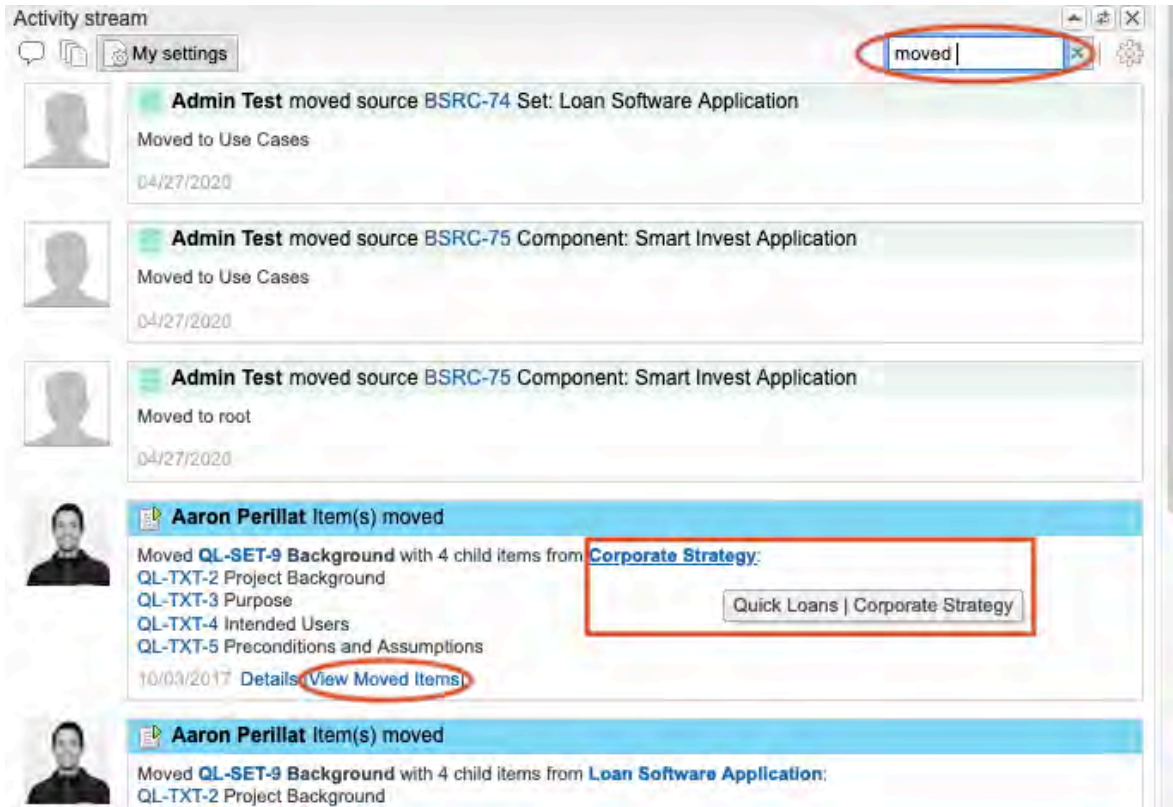 Activity stream
My settings
moved
Admin Test moved source BSRC-74 Set: Loan Software Application
Moved to Use Cases
04/27/2020
Admin Test moved source BSRC-75 Component: Smart Invest Application
Moved to Use Cases
04/27/2020
Admin Test moved source BSRC-75 Component: Smart Invest Application
Moved to root
04/27/2020
Aaron Perillat Item(s) moved
Moved QL-SET-9 Background with 4 child items from Corporate Strategy:
QL-TXT-2 Project Background
QL-TXT-3 Purpose
Quick Loans | Corporate Strategy
QL-TXT-4 Intended Users
QL-TXT-5 Preconditions and Assumptions
10/03/2017 Details View Moved Items
Aaron Perillat Item(s) moved
Moved QL-SET-9 Background with 4 child items from Loan Software Application:
QL-TXT-2 Project Background